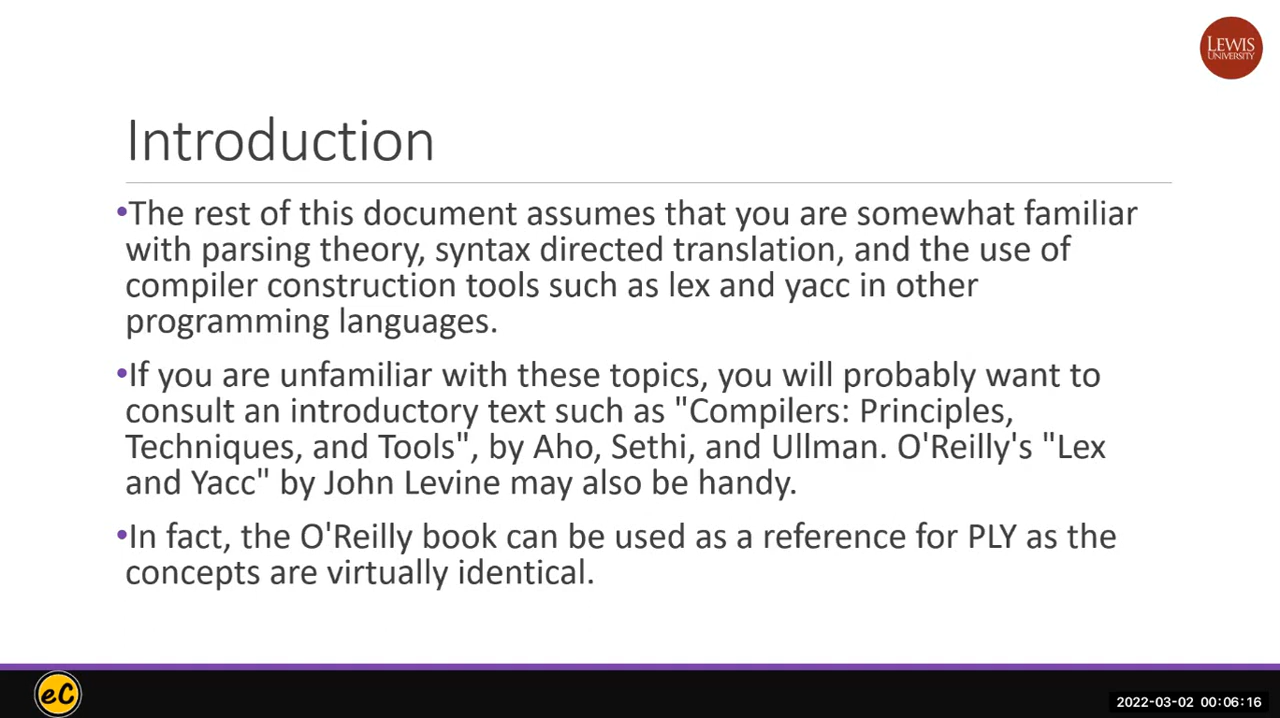 LEWIS
UNIVERSITY
Introduction
•The rest of this document assumes that you are somewhat familiar
with parsing theory, syntax directed translation, and the use of
compiler construction tools such as lex and yacc in other
programming languages.
•If you are unfamiliar with these topics, you will probably want to
consult an introductory text such as "Compilers: Principles,
Techniques, and Tools", by Aho, Sethi, and Ullman. O'Reilly's "Lex
and Yacc" by John Levine may also be handy.
•In fact, the O'Reilly book can be used as a reference for PLY as the
concepts are virtually identical.
eC
2022-03-02 00:06:16